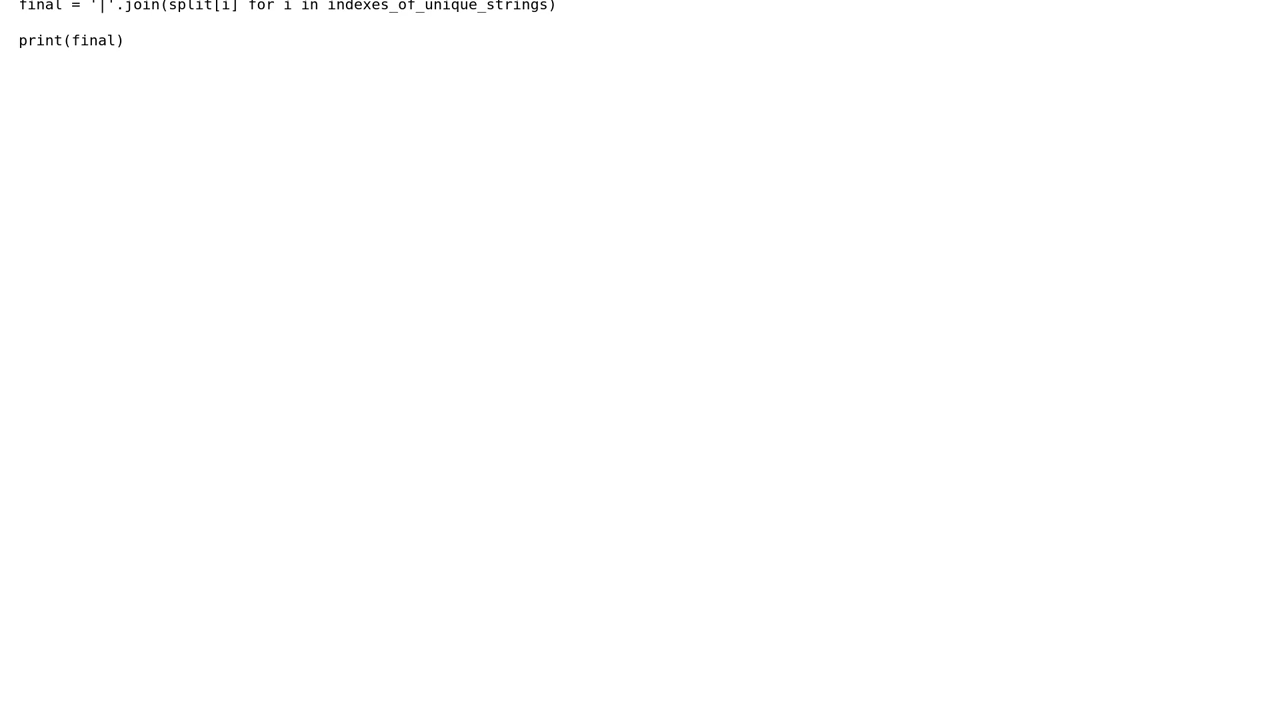 final = '|'.join(split[i] for i in indexes_of_unique_strings)
print(final)